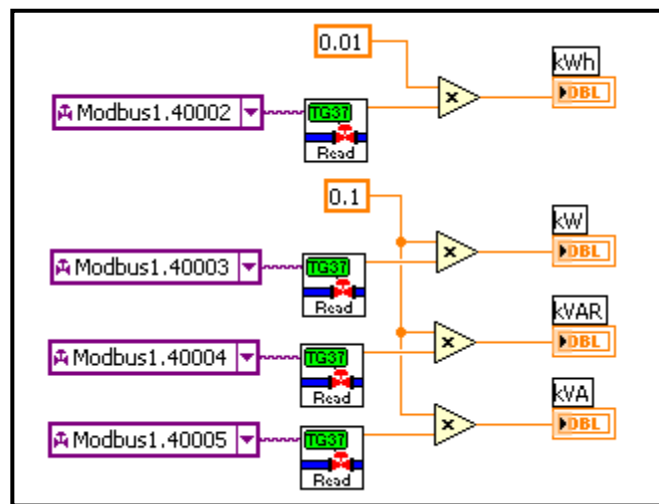 0.01
kWh
Modbus1.40002
TG37
DBL
Read
0.1
kW
Modbus1.40003
TG37
DBL
Read
kVAR
Modbus1.40004
TG37
DBL
Read
kVA
Modbus1.40005
TG37
DBL
Read